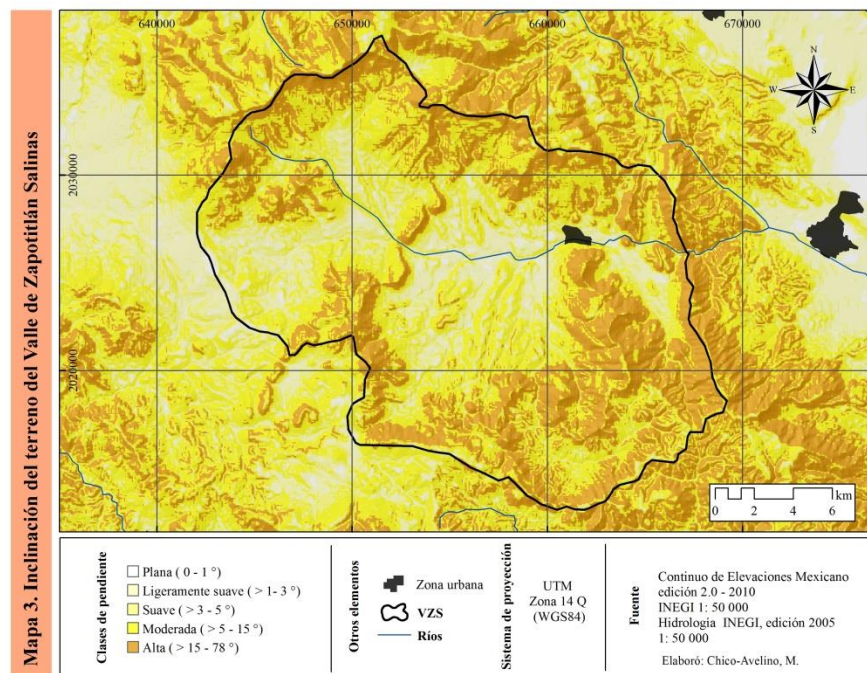 Mapa 3. Inclinación del terreno del Valle de Zapotitlán Salinas
640000
650000
660000
670000
2030000
2020000
N
W
E
S
km
0 2 4 6
Clases de pendiente
Plana ( 0 - 1 °)
Ligeramente suave ( > 1- 3 °)
Suave ( > 3 - 5 °)
Moderada ( > 5 - 15 °)
Alta ( > 15 - 78 °)
Otros elementos
Zona urbana
VZS
Ríos
Sistema de proyección
UTM
Zona 14 Q
(WGS84)
Fuente
Continuo de Elevaciones Mexicano
edición 2.0 - 2010
INEGI 1: 50 000
Hidrología INEGI, edición 2005
1: 50 000
Elaboró: Chico-Avelino, M.